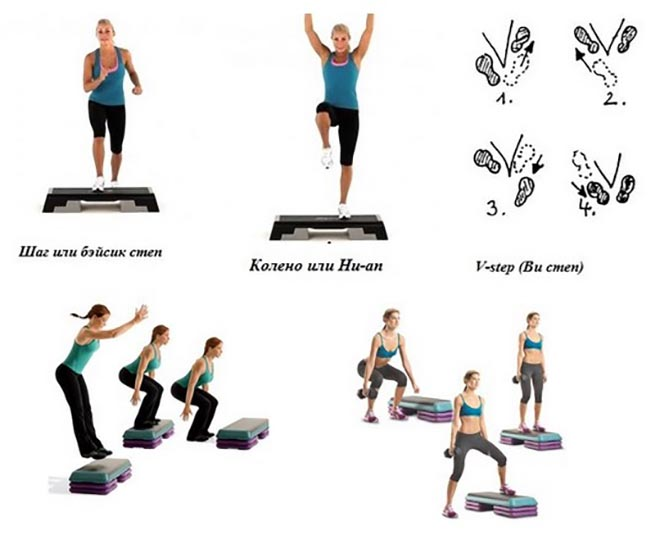 1.
2.
3.
4.
Шаг или бэйсик степ
Колено или Ни-ап
V-step (Ви степ)